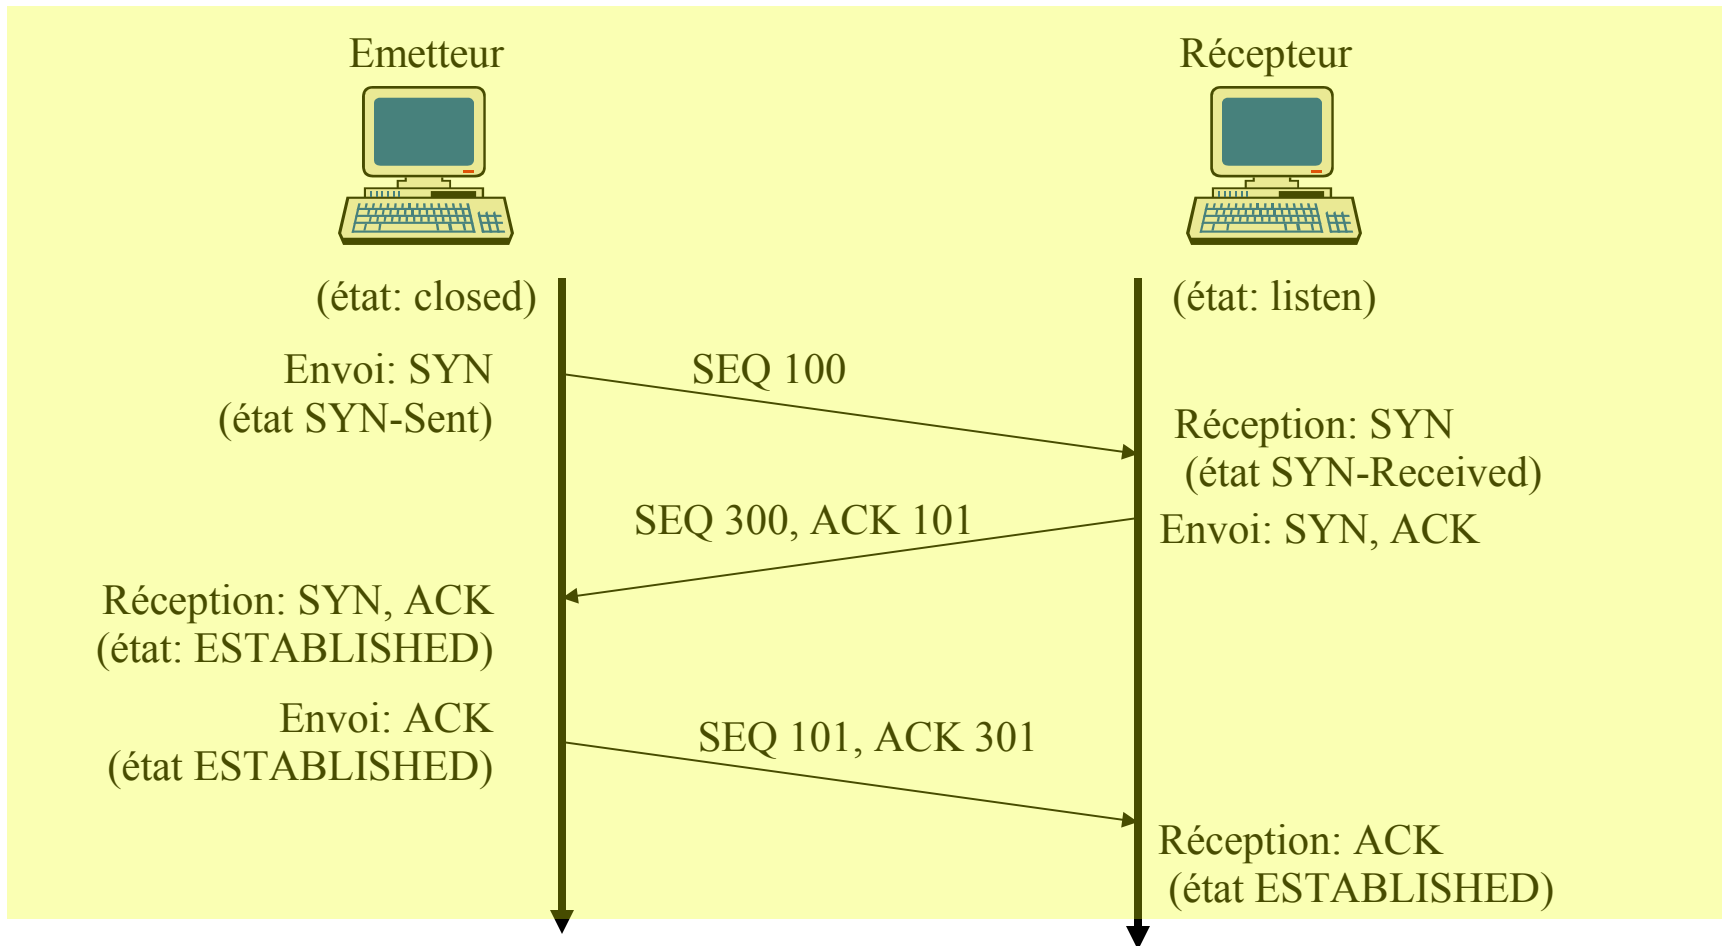 Emetteur
Récepteur
(état: closed)
(état: listen)
Envoi: SYN
(état SYN-Sent)
SEQ 100
Réception: SYN
(état SYN-Received)
SEQ 300, ACK 101
Envoi: SYN, ACK
Réception: SYN, ACK
(état: ESTABLISHED)
Envoi: ACK
(état ESTABLISHED)
SEQ 101, ACK 301
Réception: ACK
(état ESTABLISHED)